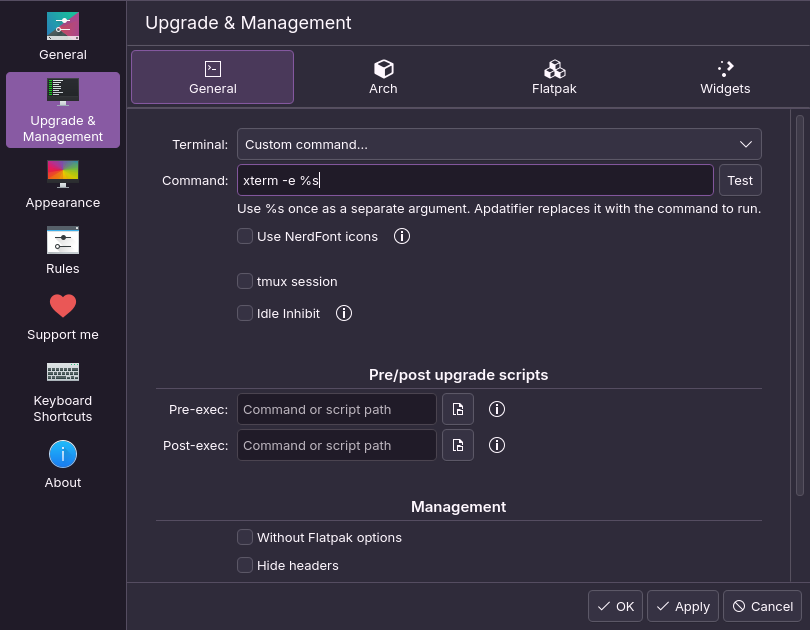 Upgrade & Management
General
Upgrade &
Management
Appearance
Rules
Support me
Keyboard
Shortcuts
About
General
Arch
Flatpak
Widgets
Terminal: Custom command...
Command: xterm -e %s Test
Use %s once as a separate argument. Apdatifier replaces it with the command to run.
Use NerdFont icons
tmux session
Idle Inhibit
Pre/post upgrade scripts
Pre-exec: Command or script path
Post-exec: Command or script path
Management
Without Flatpak options
Hide headers
OK Apply Cancel